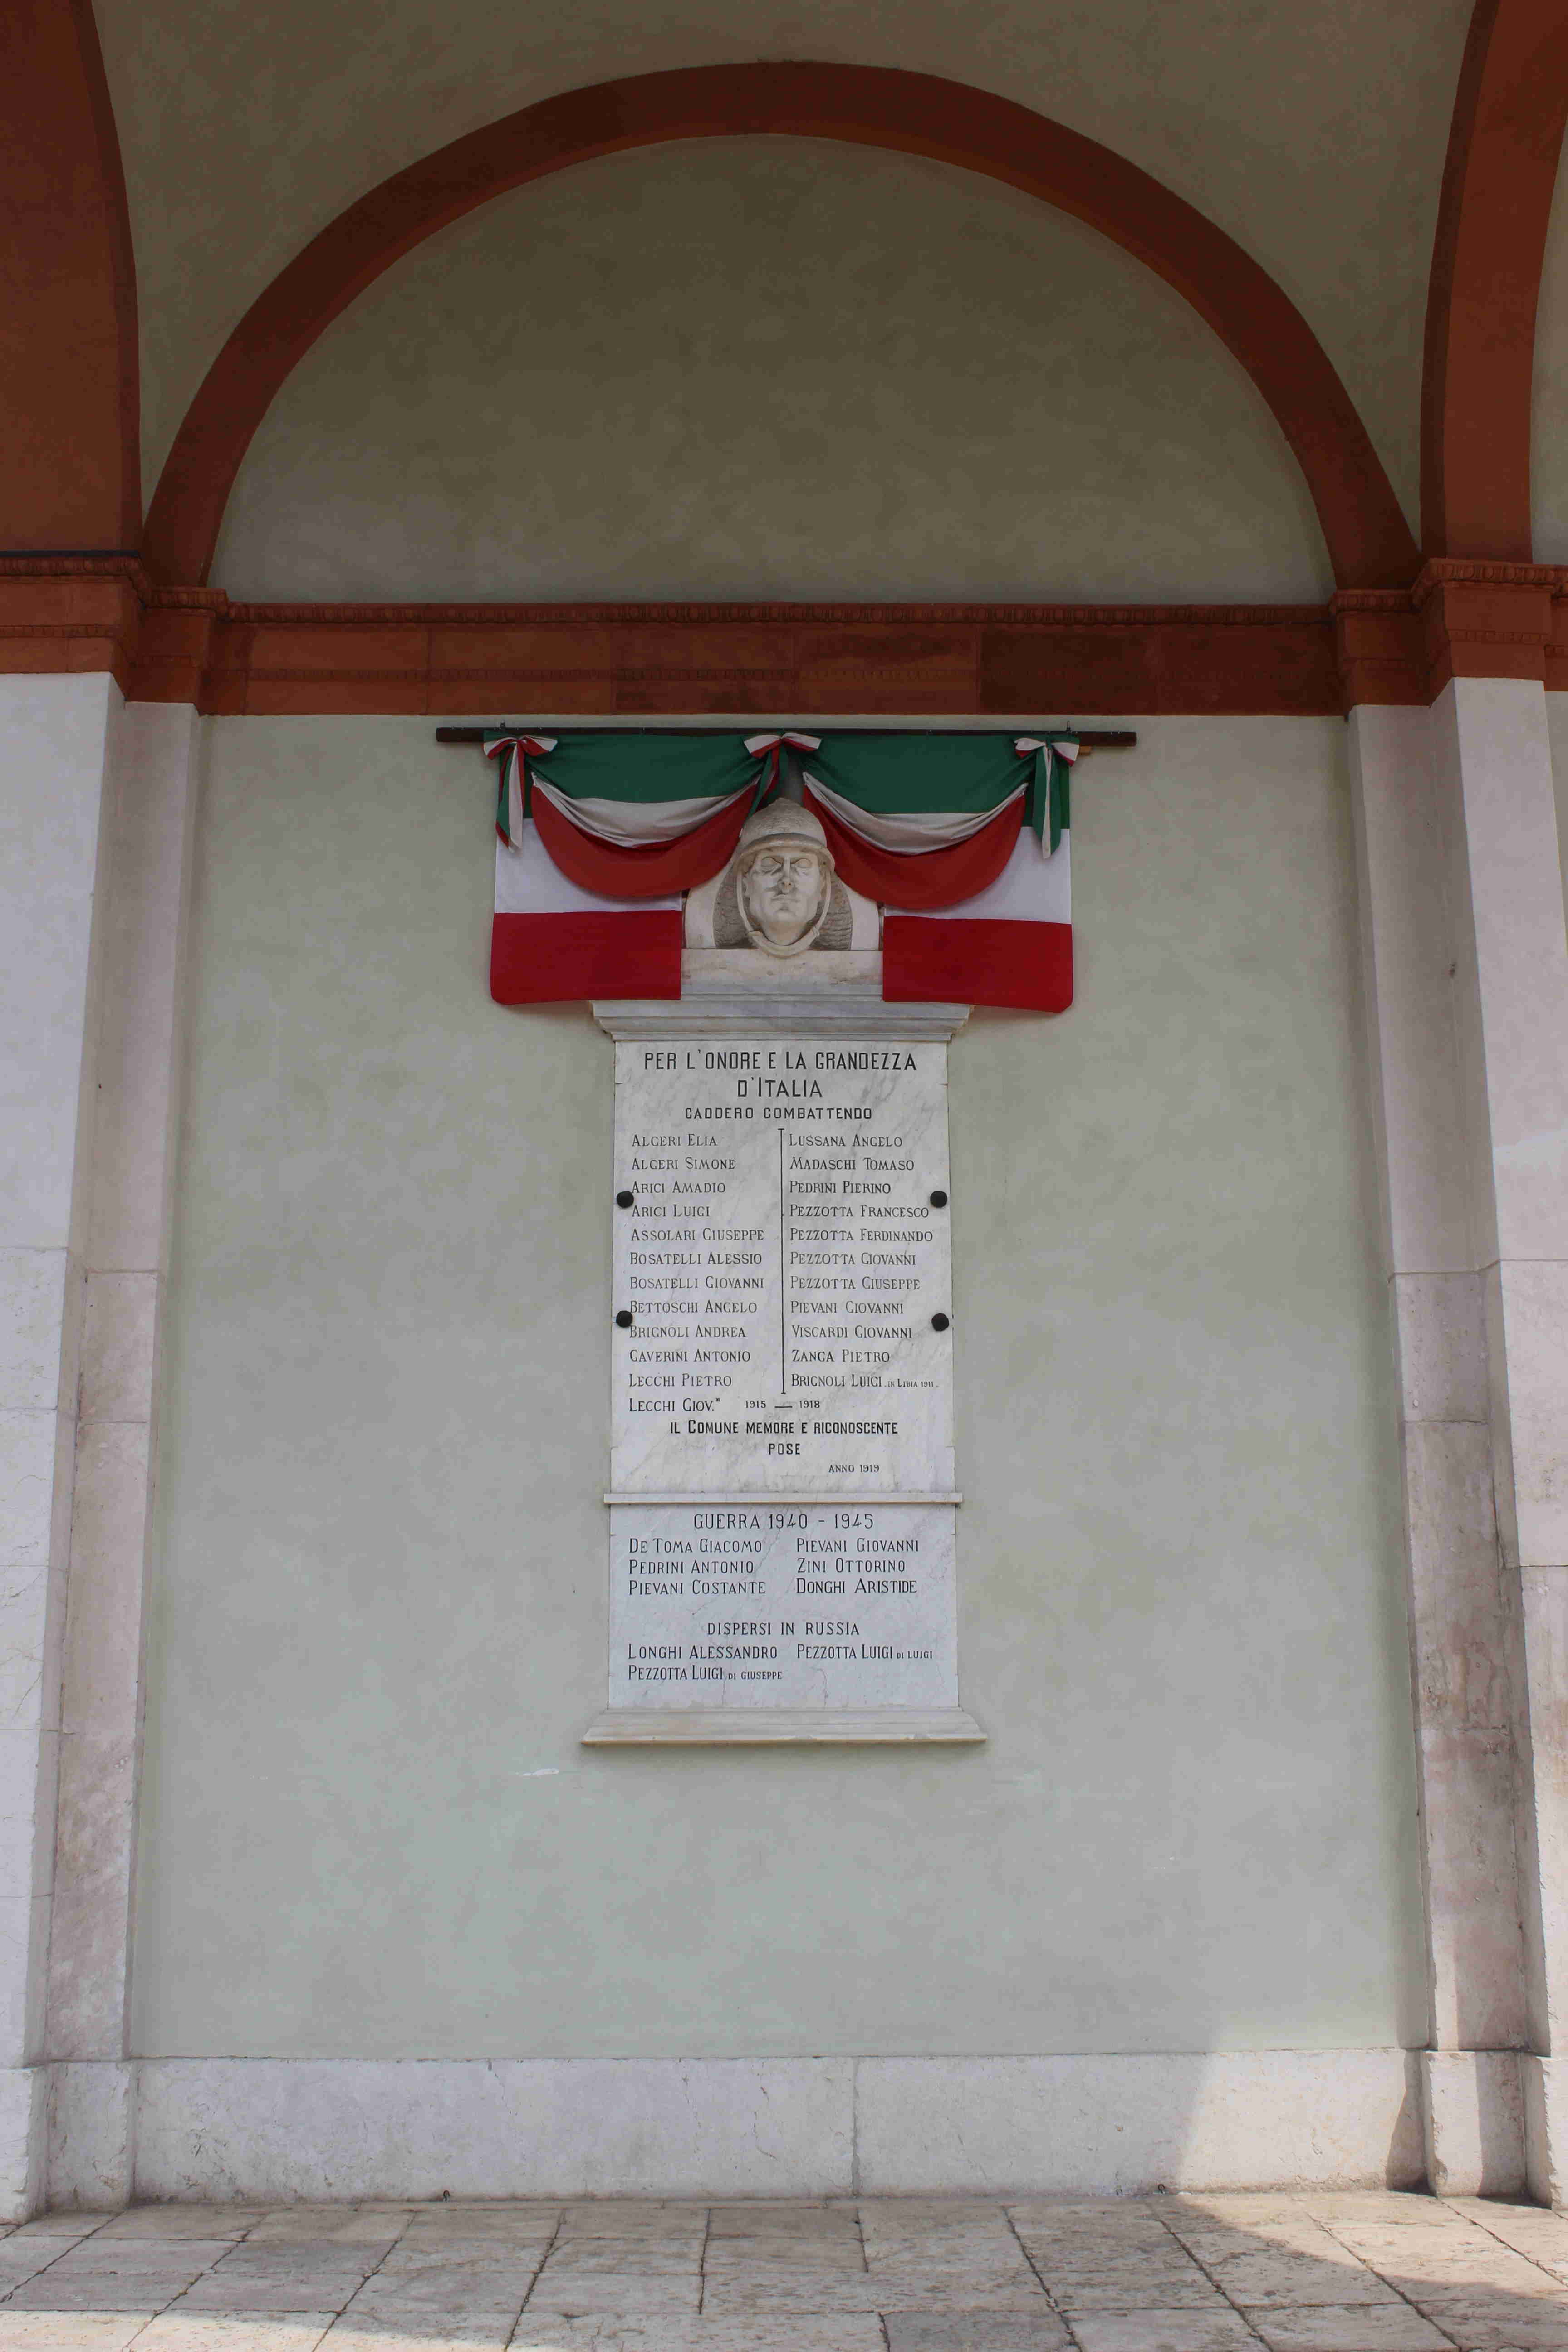 PER L'ONORE E LA GRANDEZZA
D'ITALIA
CADDERO COMBATTENDO
ALGERI ELIA
ALGERI SIMONE
ARICI AMADIO
ARICI LUIGI
ASSOLARI GIUSEPPE
BOSATELLI ALESSIO
BOSATELLI GIOVANNI
BETTOSCHI ANGELO
BRIGNOLI ANDREA
CAVERINI ANTONIO
LECCHI PIETRO
LECCHI GIOV.NI
LUSSANA ANGELO
MADASCHI TOMASO
PEDRINI PIERINO
PEZZOTTA FRANCESCO
PEZZOTTA FERDINANDO
PEZZOTTA GIOVANNI
PEZZOTTA GIUSEPPE
PIEVANI GIOVANNI
VISCARDI GIOVANNI
ZANGA PIETRO
BRIGNOLI LUIGI IN LIBIA 1911.
1915 — 1918
IL COMUNE MEMORE E RICONOSCENTE
POSE
ANNO 1919
GUERRA 1940 - 1945
DE TOMA GIACOMO PIEVANI GIOVANNI
PEDRINI ANTONIO ZINI OTTORINO
PIEVANI COSTANTE DONGHI ARISTIDE
DISPERSI IN RUSSIA
LONGHI ALESSANDRO PEZZOTTA LUIGI DI LUIGI
PEZZOTTA LUIGI DI GIUSEPPE